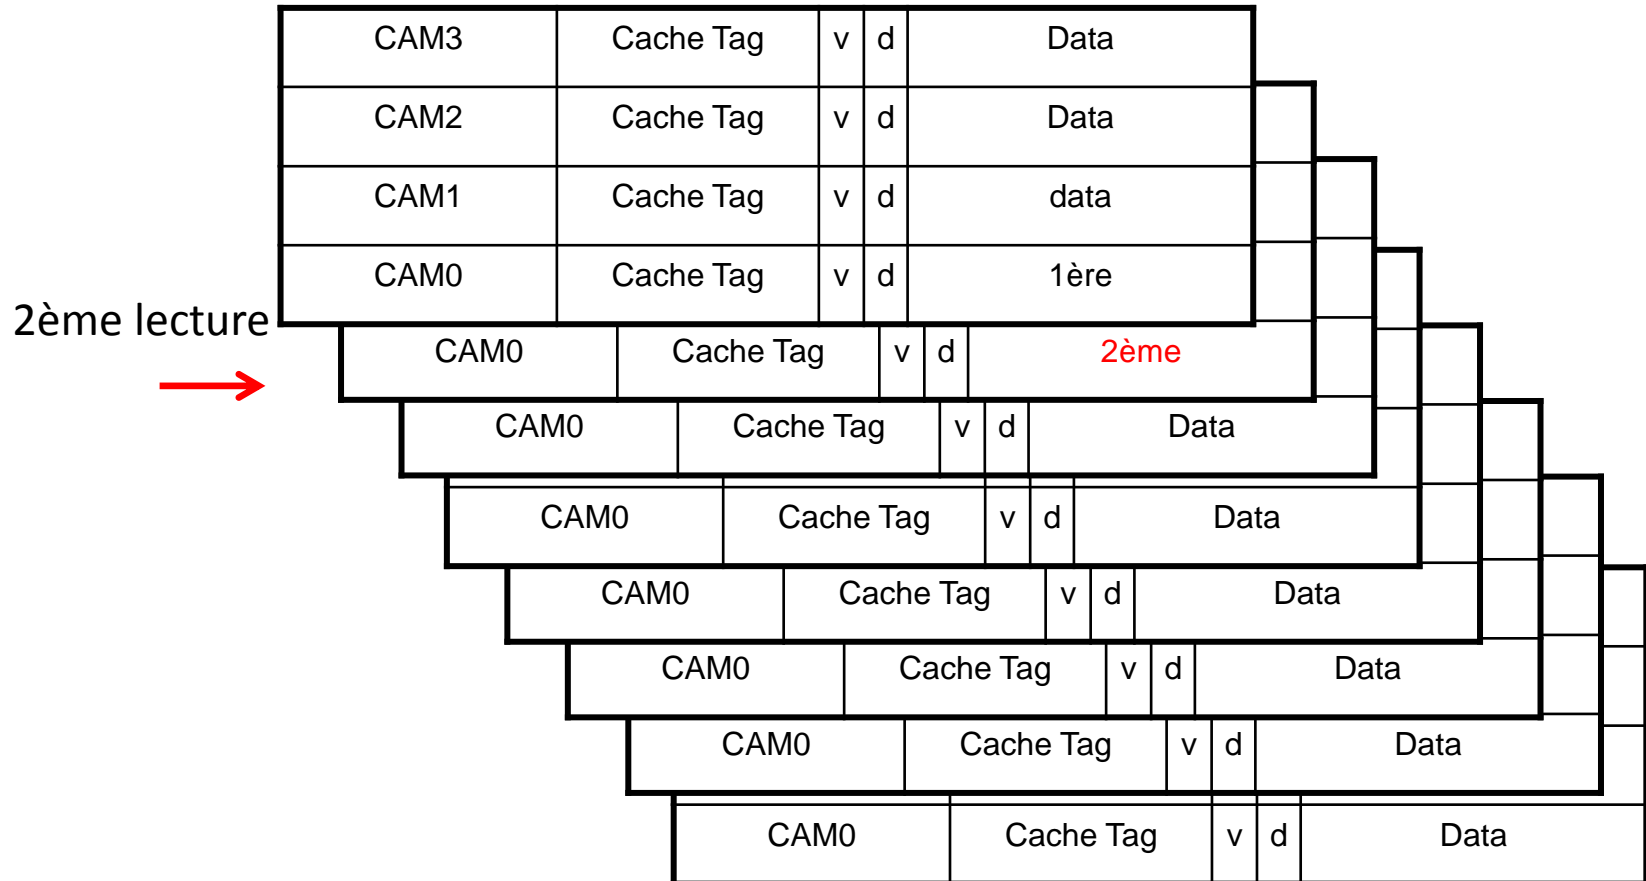 CAM3 Cache Tag v d Data
CAM2 Cache Tag v d Data
CAM1 Cache Tag v d data
CAM0 Cache Tag v d 1ère
2ème lecture
CAM0 Cache Tag v d 2ème
CAM0 Cache Tag v d Data
CAM0 Cache Tag v d Data
CAM0 Cache Tag v d Data
CAM0 Cache Tag v d Data
CAM0 Cache Tag v d Data
CAM0 Cache Tag v d Data